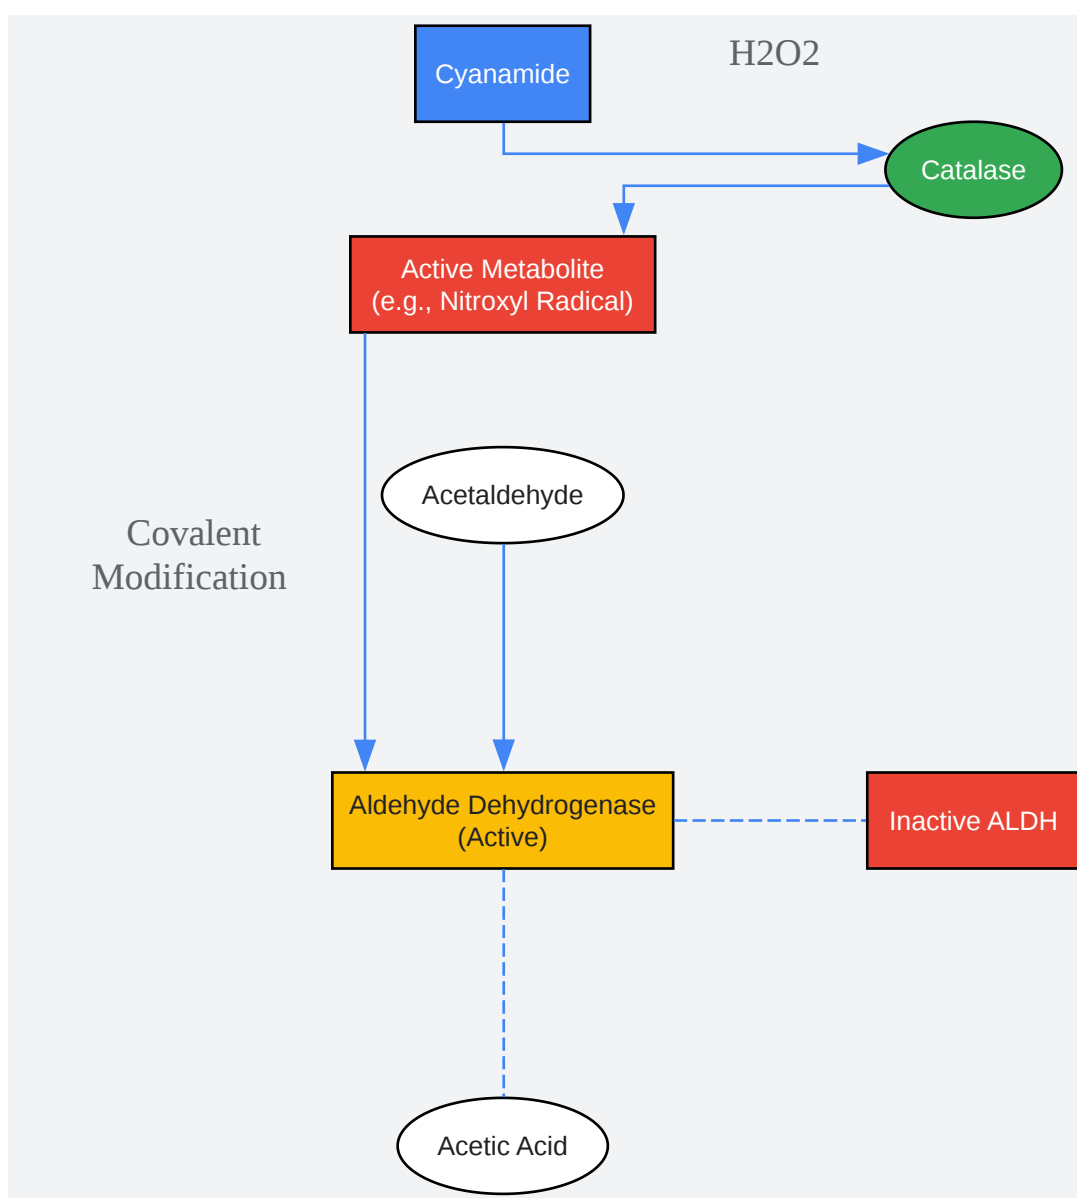 H2O2
Cyanamide
Catalase
Active Metabolite
(e.g., Nitroxyl Radical)
Acetaldehyde
Covalent
Modification
Aldehyde Dehydrogenase
(Active)
Inactive ALDH
Acetic Acid